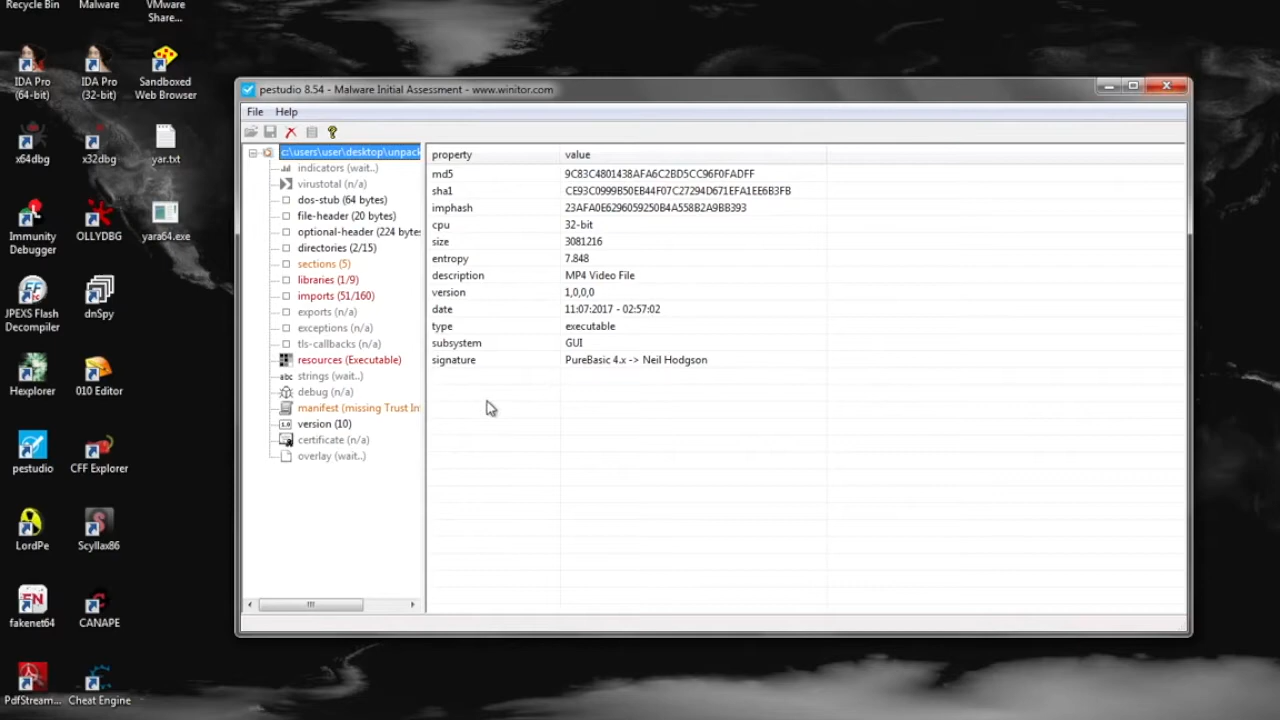 Recycle Bin
Malware
VMware Share...
IDA Pro (64-bit)
IDA Pro (32-bit)
Sandboxed Web Browser
x64dbg
x32dbg
yar.txt
Immunity Debugger
OLLYDBG
yara64.exe
JPEXS Flash Decompiler
dnSpy
Hexplorer
010 Editor
pestudio
CFF Explorer
LordPe
Scyllax86
fakenet64
CANAPE
PdfStream...
Cheat Engine
pestudio 8.54 - Malware Initial Assessment - www.winitor.com
File Help
c:\users\user\desktop\unpack
indicators (wait..)
virustotal (n/a)
dos-stub (64 bytes)
file-header (20 bytes)
optional-header (224 bytes
directories (2/15)
sections (5)
libraries (1/9)
imports (51/160)
exports (n/a)
exceptions (n/a)
tls-callbacks (n/a)
resources (Executable)
abc strings (wait..)
debug (n/a)
manifest (missing Trust In
1.0 version (10)
certificate (n/a)
overlay (wait..)
property value
md5 9C83C4801438AFA6C2BD5CC96F0FADFF
sha1 CE93C0999B50EB44F07C27294D671EFA1EE6B3FB
imphash 23AFA0E6296059250B4A558B2A9BB393
cpu 32-bit
size 3081216
entropy 7.848
description MP4 Video File
version 1,0,0,0
date 11:07:2017 - 02:57:02
type executable
subsystem GUI
signature PureBasic 4.x -> Neil Hodgson